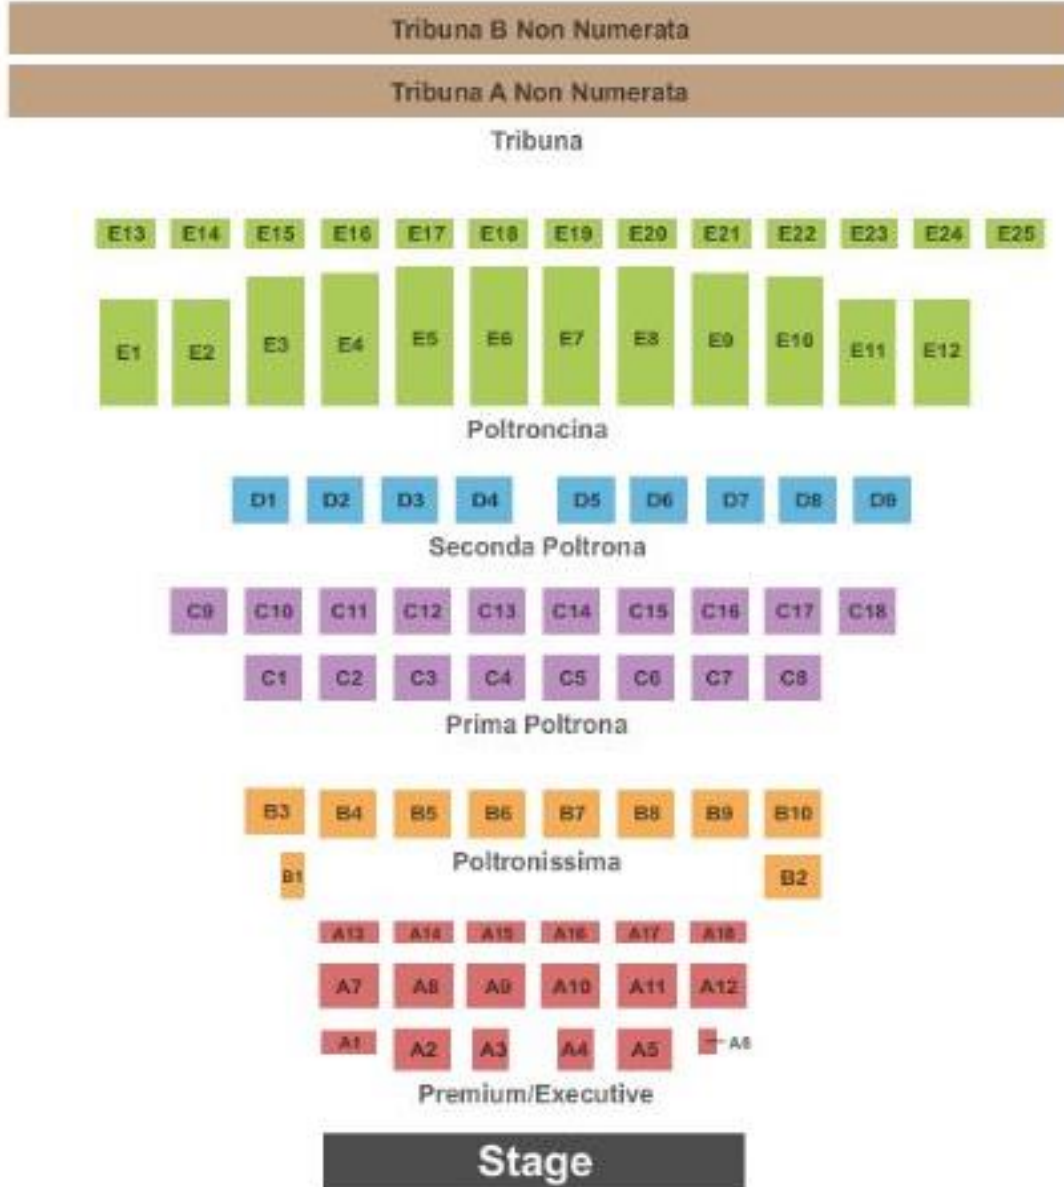 Tribuna B Non Numerata
Tribuna A Non Numerata
Tribuna
E13 E14 E15 E16 E17 E18 E19 E20 E21 E22 E23 E24 E25
E1 E2 E3 E4 E5 E6 E7 E8 E9 E10 E11 E12
Poltroncina
D1 D2 D3 D4 D5 D6 D7 D8 D9
Seconda Poltrona
C9 C10 C11 C12 C13 C14 C15 C16 C17 C18
C1 C2 C3 C4 C5 C6 C7 C8
Prima Poltrona
B3 B4 B5 B6 B7 B8 B9 B10
Poltronissima
B1 B2
A13 A14 A15 A16 A17 A18
A7 A8 A9 A10 A11 A12
A1 A2 A3 A4 A5 A6
Premium/Executive
Stage